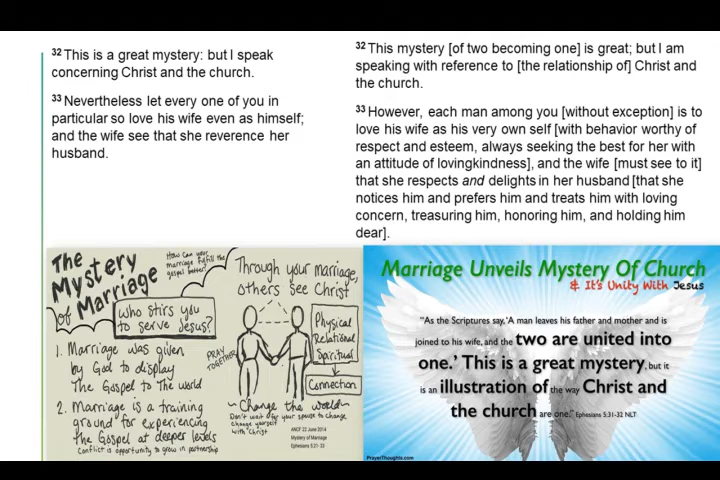 32 This is a great mystery: but I speak
concerning Christ and the church.
33 Nevertheless let every one of you in
particular so love his wife even as himself;
and the wife see that she reverence her
husband.
32 This mystery [of two becoming one] is great; but I am
speaking with reference to [the relationship of] Christ and
the church.
33 However, each man among you [without exception] is to
love his wife as his very own self [with behavior worthy of
respect and esteem, always seeking the best for her with
an attitude of lovingkindness], and the wife [must see to it]
that she respects and delights in her husband [that she
notices him and prefers him and treats him with loving
concern, treasuring him, honoring him, and holding him
dear].
The
Mystery
of Marriage
How can your
marriage fulfill the
gospel better?
Who stirs you
to serve Jesus?
1. Marriage was given
by God to display
The Gospel to The World
2. Marriage is a training
ground for experiencing
the Gospel at deeper levels
Conflict is opportunity to grow in partnership
Through your marriage,
others see Christ
PRAY
TOGETHER
Physical
Relational
Spiritual
Connection
~ Change the world ~
Don't wait for your spouse to change
change yourself
with Christ
ANCF 22 June 2014
Mystery of Marriage
Ephesians 5:21-33
Marriage Unveils Mystery Of Church
& It's Unity With Jesus
"As the Scriptures say, 'A man leaves his father and mother and is
joined to his wife, and the two are united into
one.' This is a great mystery, but it
is an illustration of the way Christ and
the church are one." Ephesians 5:31-32 NLT
PrayerThoughts.com